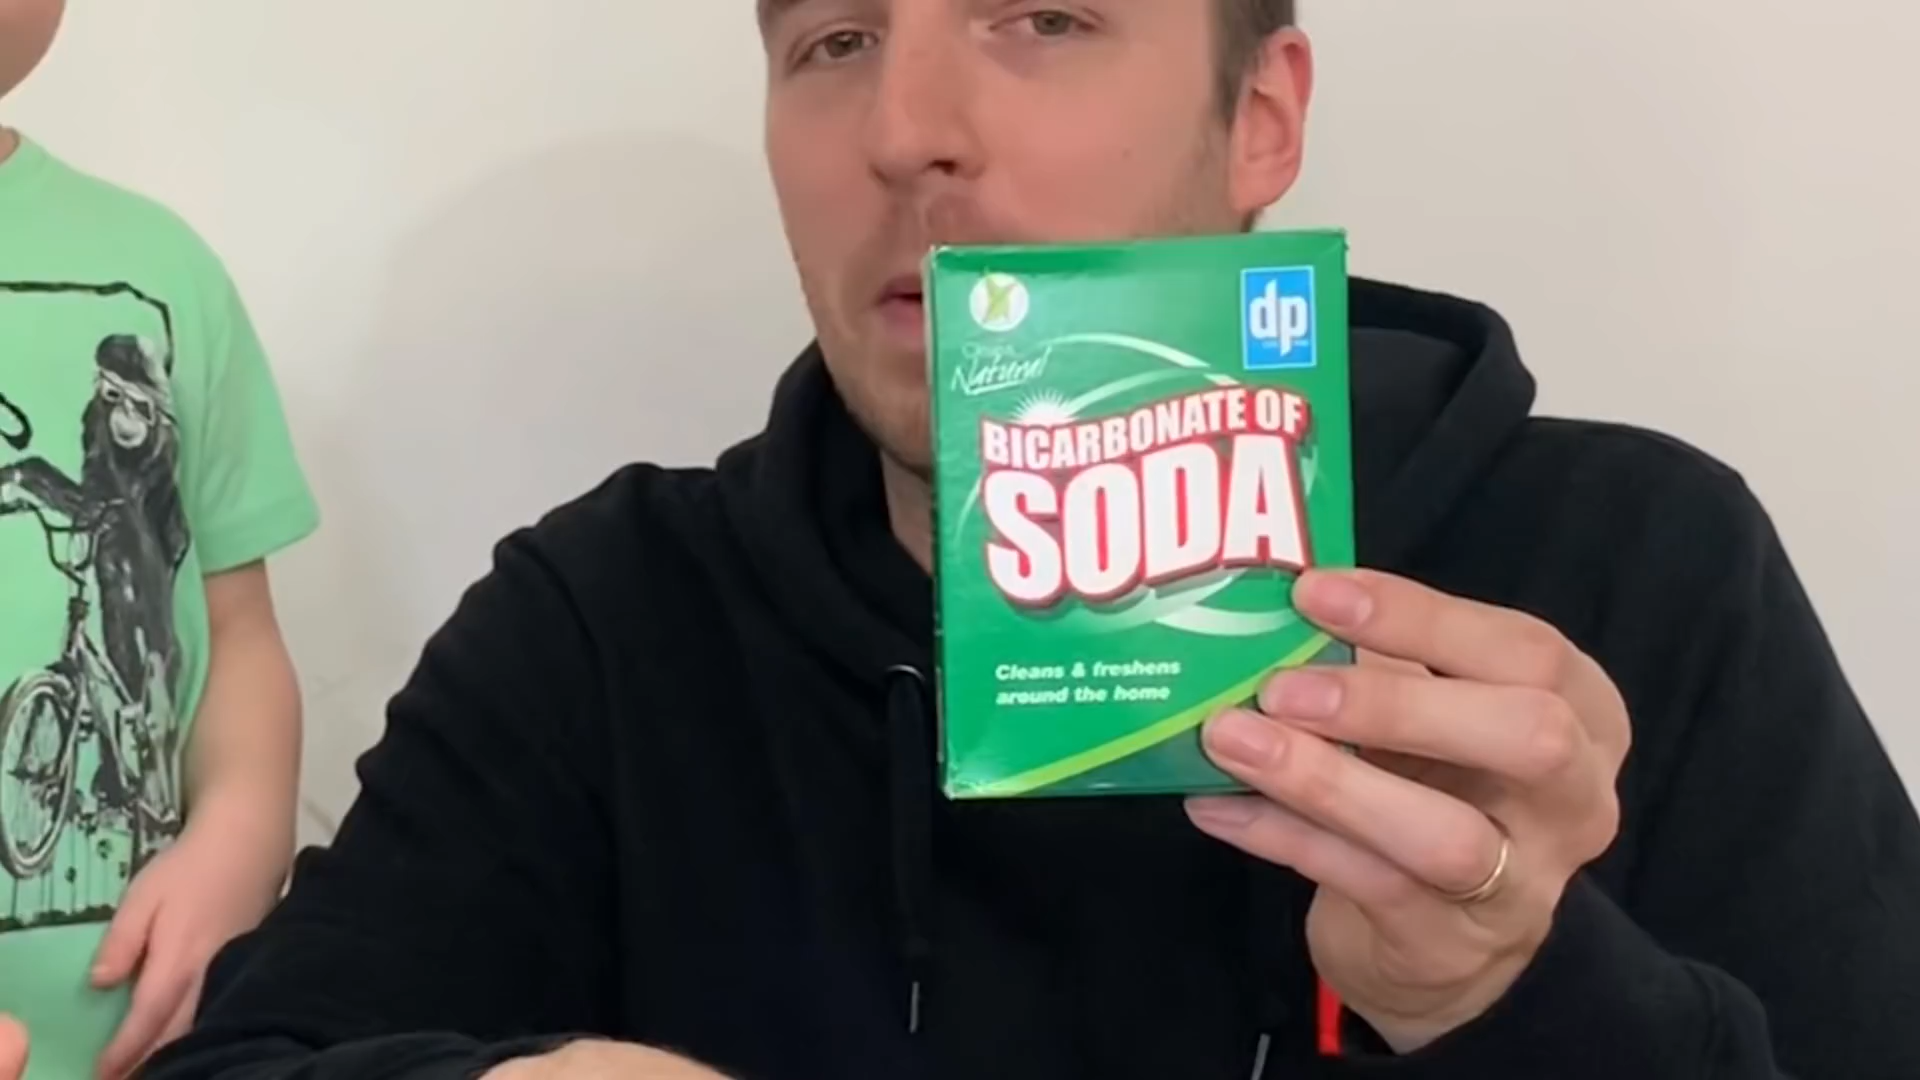 dp
Natural
BICARBONATE OF
SODA
Cleans & freshens
around the home